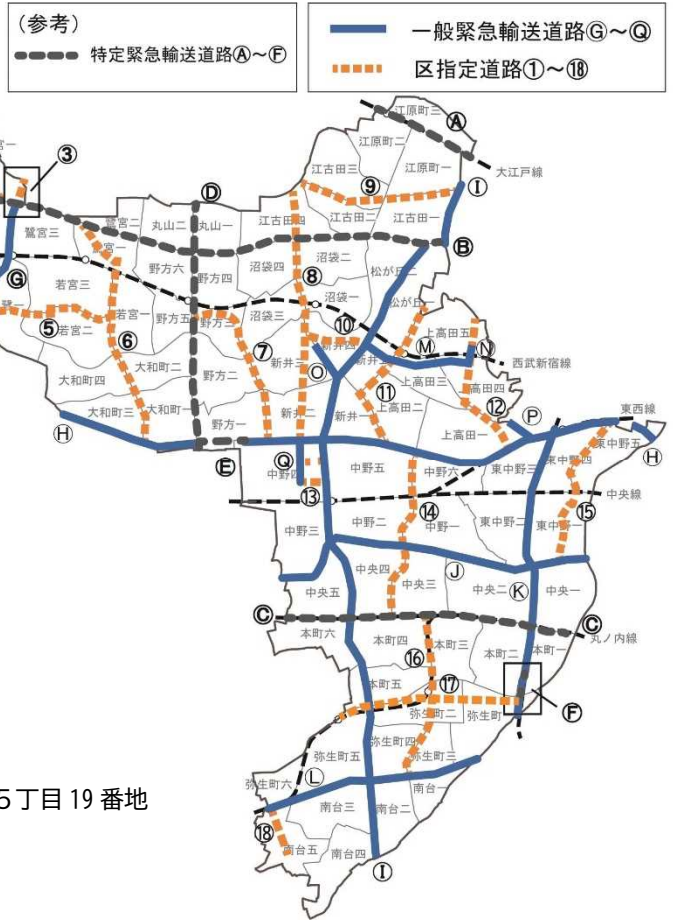 (参考)
特定緊急輸送道路Ⓐ～Ⓕ
一般緊急輸送道路Ⓖ～Ⓠ
区指定道路①～⑱
江原町三
Ⓐ
江原町二
大江戸線
宮一
③
江古田三
江原町一
⑨
Ⓘ
Ⓓ
鷺宮三
鷺宮二
丸山二
丸山一
江古田四
江古田二
江古田一
Ⓑ
鷺宮一
野方六
野方四
沼袋四
沼袋二
松が丘二
Ⓖ
若宮三
⑧
沼袋一
松が丘一
若宮一
野方五
野方三
沼袋三
⑤
若宮二
⑥
⑩
新井四
上高田五
Ⓜ
Ⓝ
西武新宿線
大和町四
野方二
⑦
新井三
Ⓞ
新井五
上高田三
上高田四
⑪
上高田二
⑫
大和町三
大和町一
野方一
新井二
新井一
上高田一
Ⓟ
東西線
Ⓗ
東中野五
Ⓗ
Ⓔ
Ⓠ
中野四
中野五
中野六
東中野三
東中野四
⑬
中央線
中野三
中野二
⑭
中野一
東中野二
東中野一
⑮
中央五
中央四
中央三
Ⓙ
中央二
Ⓚ
中央一
Ⓒ
Ⓒ
丸ノ内線
本町六
本町四
本町三
本町二
本町一
⑯
本町五
⑰
弥生町二
弥生町
Ⓕ
弥生町五
弥生町四
弥生町三
弥生町六
Ⓛ
南台一
5丁目 19 番地
南台三
南台二
⑱
南台五
南台四
Ⓘ